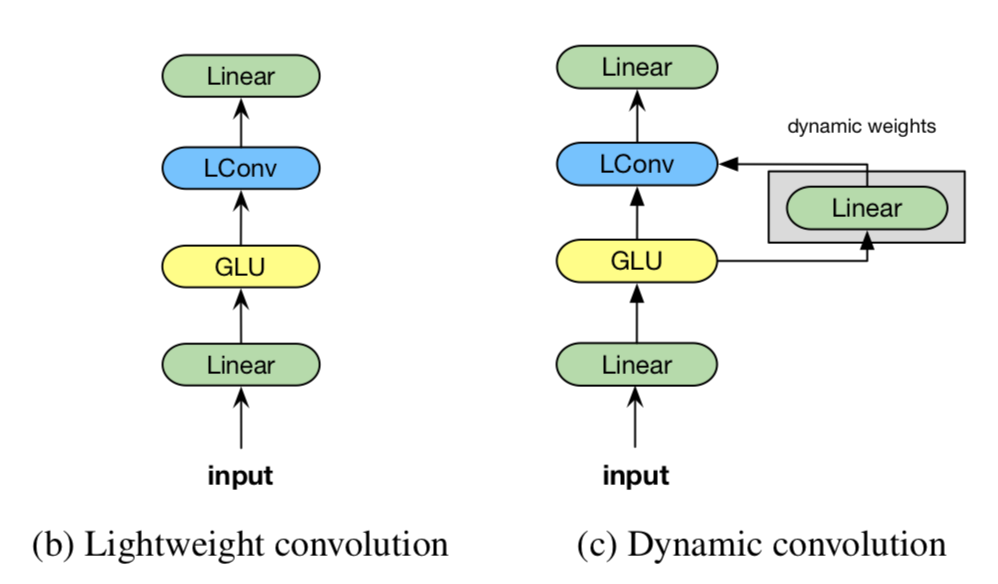 Linear
LConv
GLU
Linear
input
(b) Lightweight convolution
Linear
dynamic weights
LConv
Linear
GLU
Linear
input
(c) Dynamic convolution